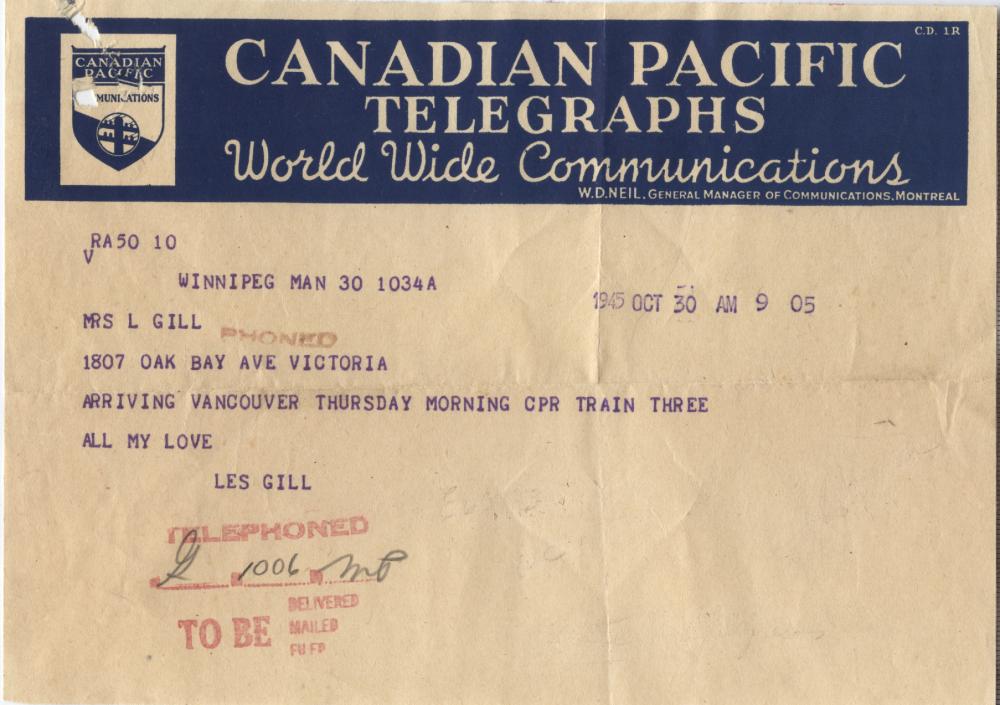 C.D. 1R
CANADIAN PACIFIC
COMMUNICATIONS
CANADIAN PACIFIC
TELEGRAPHS
World Wide Communications
W.D.NEIL, GENERAL MANAGER OF COMMUNICATIONS, MONTREAL
RA50 10
V
WINNIPEG MAN 30 1034A
1945 OCT 30 AM 9 05
MRS L GILL
PHONED
1807 OAK BAY AVE VICTORIA
ARRIVING VANCOUVER THURSDAY MORNING CPR TRAIN THREE
ALL MY LOVE
LES GILL
TELEPHONED
1006
TO BE
DELIVERED
MAILED